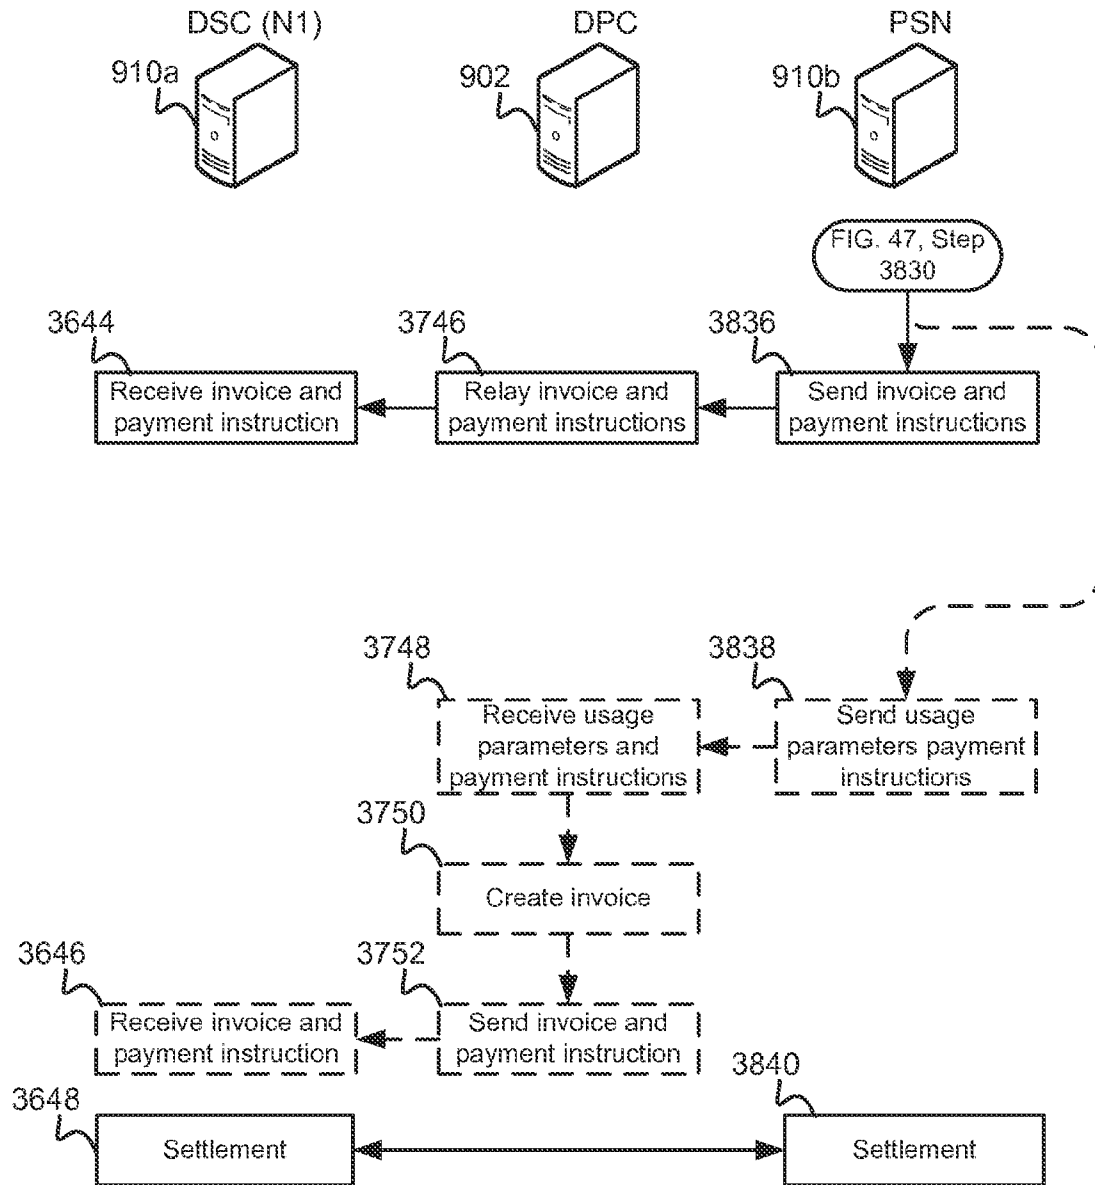 DSC (N1)
DPC
PSN
910a
902
910b
FIG. 47, Step
3830
3644
3746
3836
Receive invoice and
payment instruction
Relay invoice and
payment instructions
Send invoice and
payment instructions
3748
3838
Receive usage
parameters and
payment instructions
Send usage
parameters payment
instructions
3750
Create invoice
3646
3752
Receive invoice and
payment instruction
Send invoice and
payment instruction
3648
3840
Settlement
Settlement